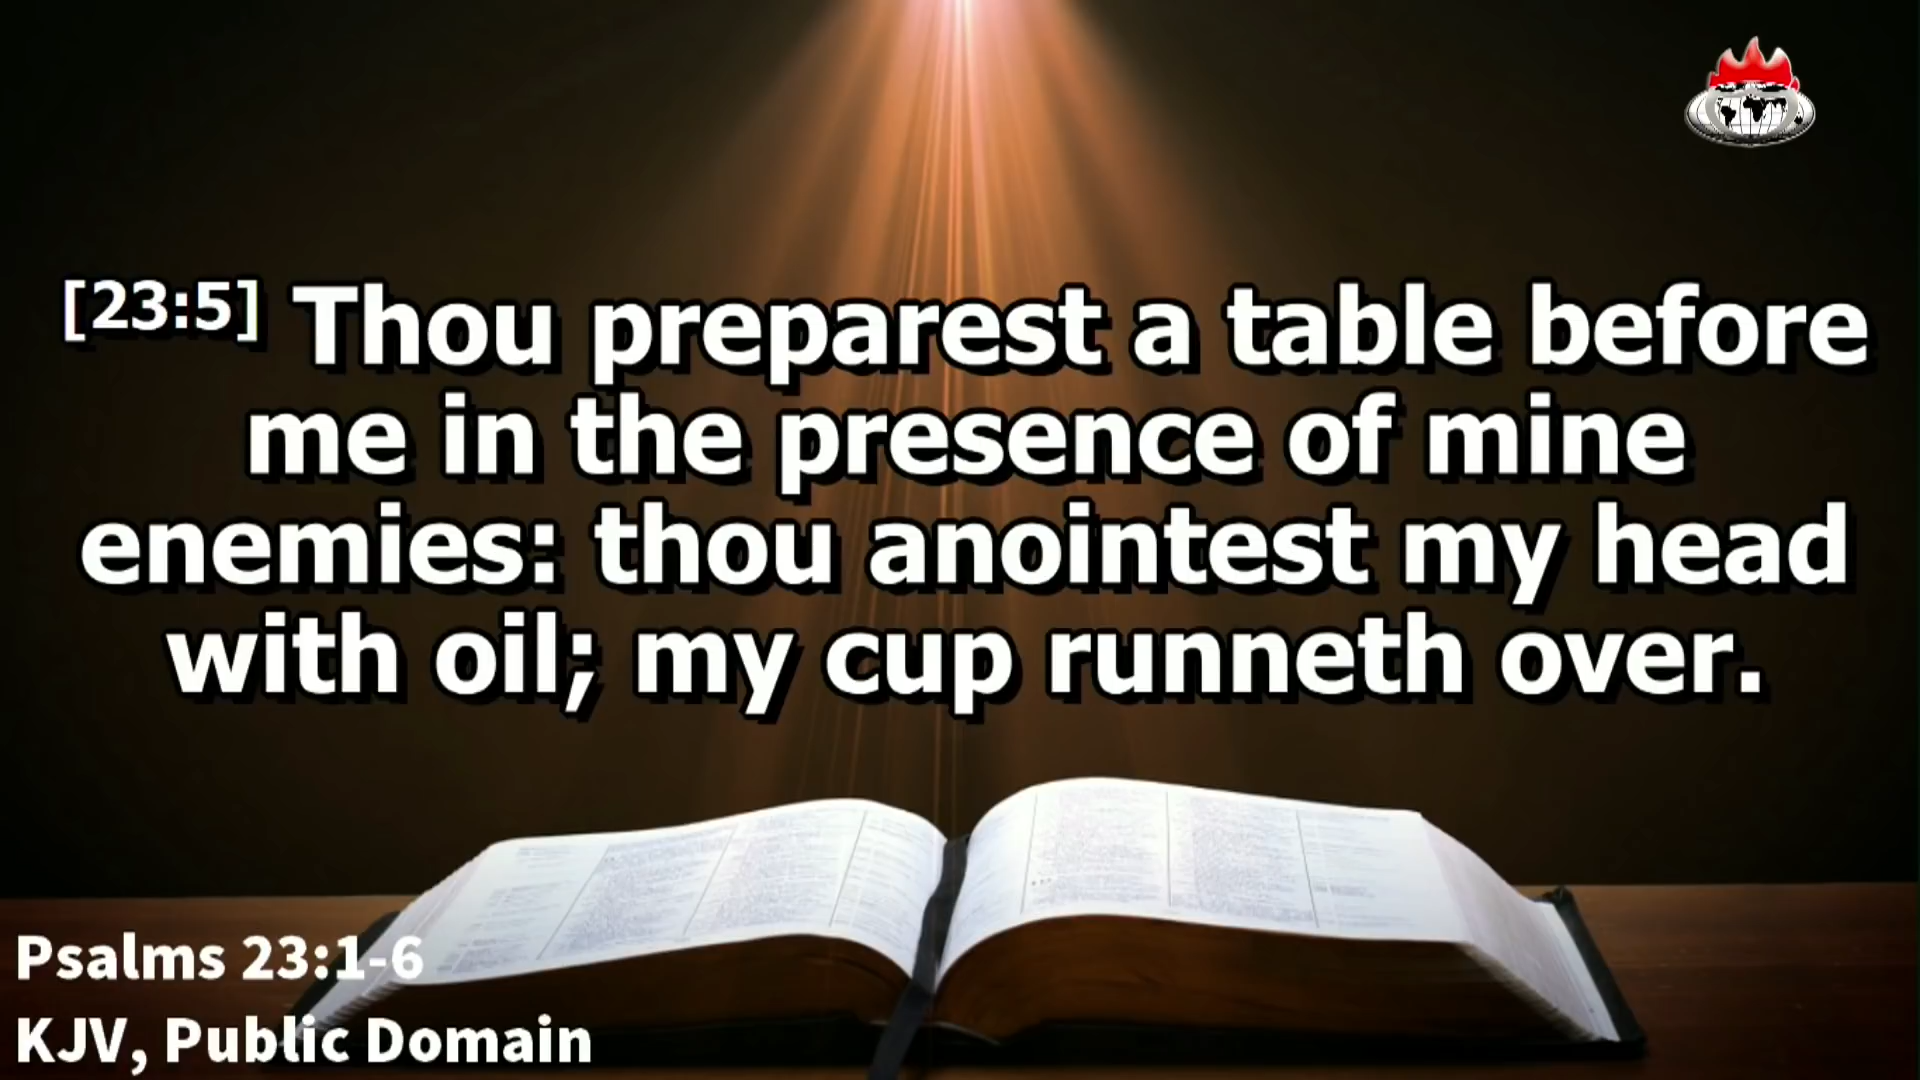 [23:5] Thou preparest a table before
me in the presence of mine
enemies: thou anointest my head
with oil; my cup runneth over.
Psalms 23:1-6
KJV, Public Domain